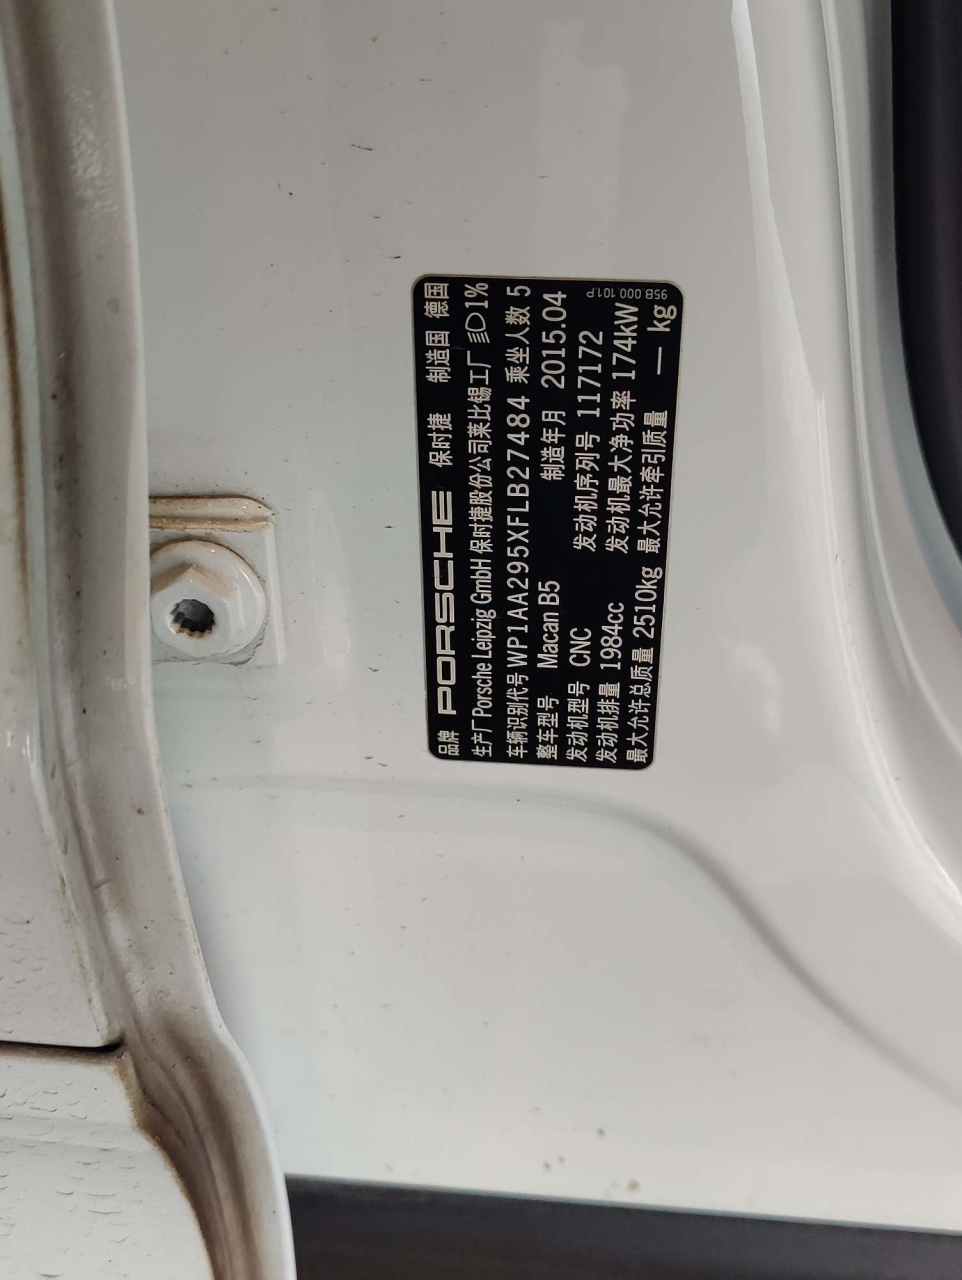 品牌 PORSCHE 保时捷 制造国 德国
生产厂 Porsche Leipzig GmbH 保时捷股份公司莱比锡工厂 1%
车辆识别代号 WP1AA295XFLB27484 乘坐人数 5
整车型号 Macan B5 制造年月 2015.04
发动机型号 CNC 发动机序列号 117172
发动机排量 1984cc 发动机最大净功率 174kW
最大允许总质量 2510kg 最大允许牵引质量 — kg
95B.000.101.P